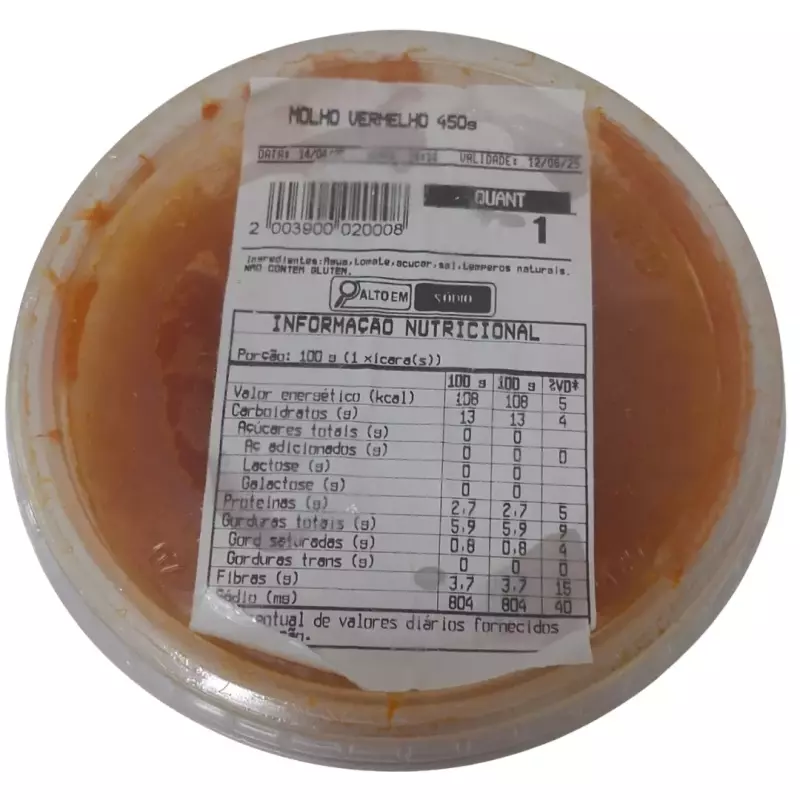 MOLHO VERMELHO 450g
DATA: 14/04/ VALIDADE: 12/06/25
QUANT
1
2 003900 020008
Ingredientes:Agua,tomate,acucar,sal,temperos naturais.
NAO CONTEM GLUTEN.
ALTO EM SÓDIO
INFORMAÇÃO NUTRICIONAL
Porção: 100 g (1 xícara(s))
100 g 100 g %VD*
Valor energético (kcal) 108 108 5
Carboidratos (g) 13 13 4
Açúcares totais (g) 0 0
Aç adicionados (g) 0 0 0
Lactose (g) 0 0
Galactose (g) 0 0
Proteínas (g) 2,7 2,7 5
Gorduras totais (g) 5,9 5,9 9
Gord saturadas (g) 0,8 0,8 4
Gorduras trans (g) 0 0 0
Fibras (g) 3,7 3,7 15
Sódio (mg) 804 804 40
de valores diários fornecidos